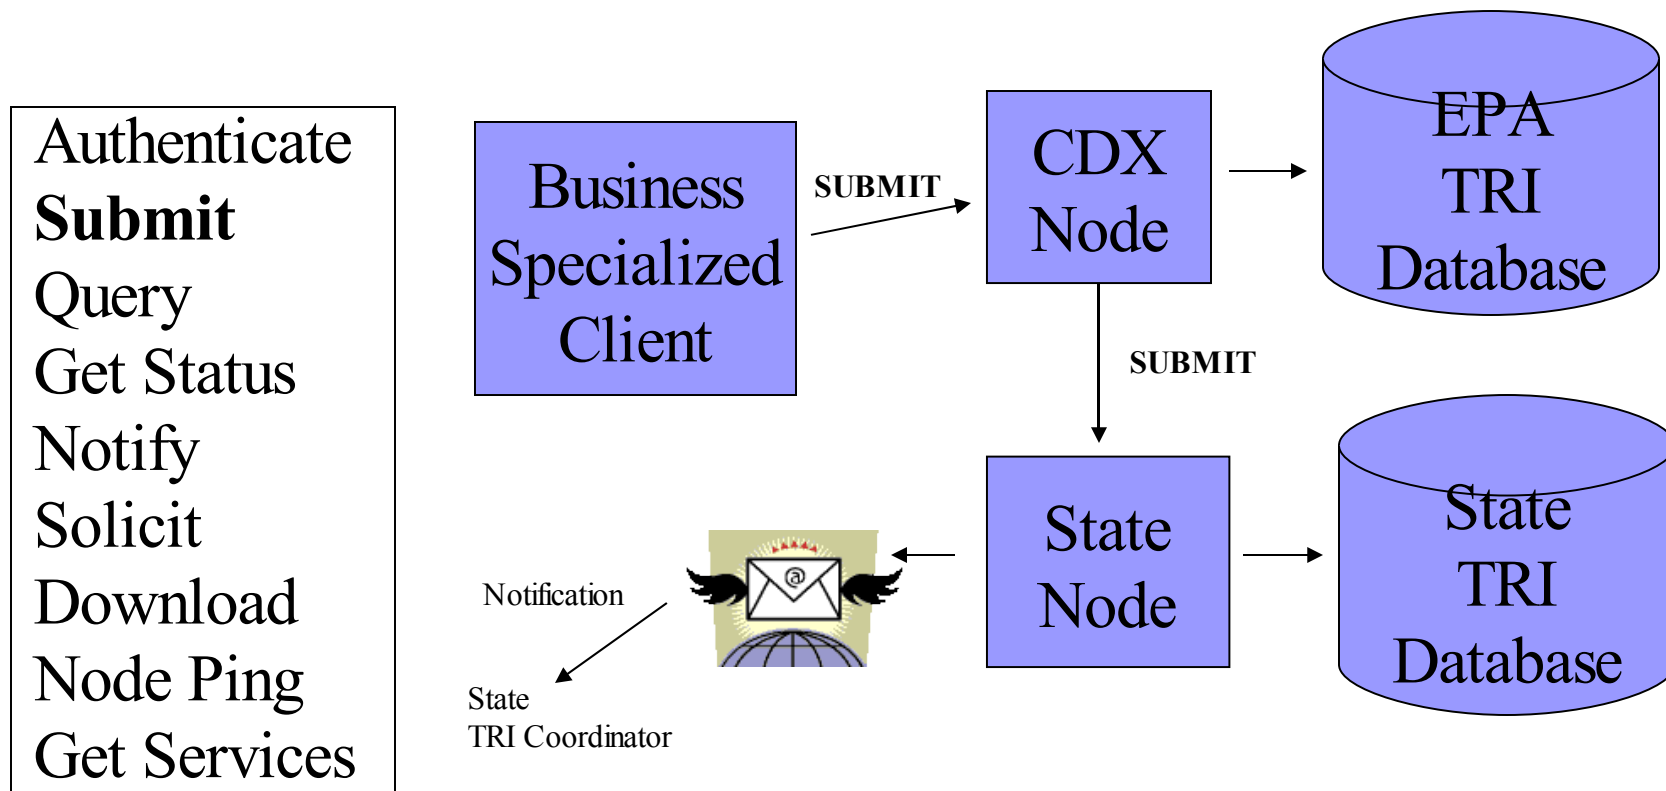 Authenticate
Submit
Query
Get Status
Notify
Solicit
Download
Node Ping
Get Services
Business
Specialized
Client
SUBMIT
CDX
Node
EPA
TRI
Database
SUBMIT
State
Node
State
TRI
Database
@
Notification
State
TRI Coordinator